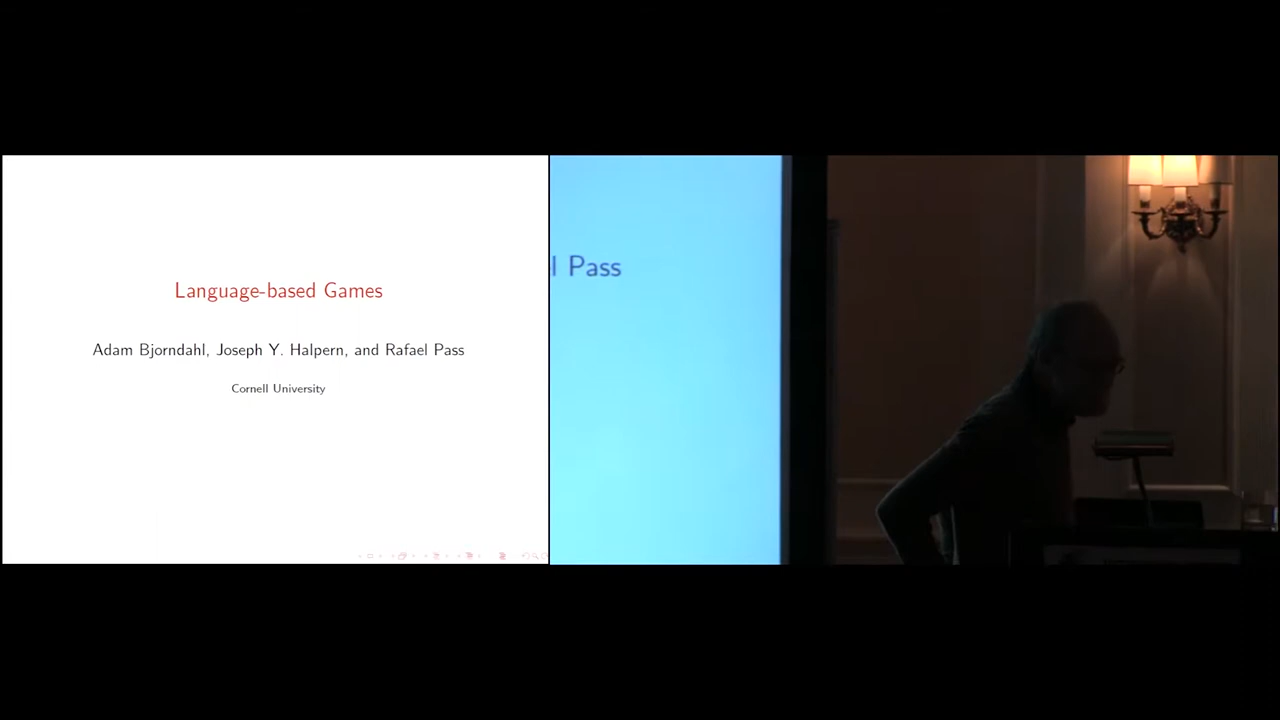 Language-based Games
Adam Bjorndahl, Joseph Y. Halpern, and Rafael Pass
Cornell University
l Pass